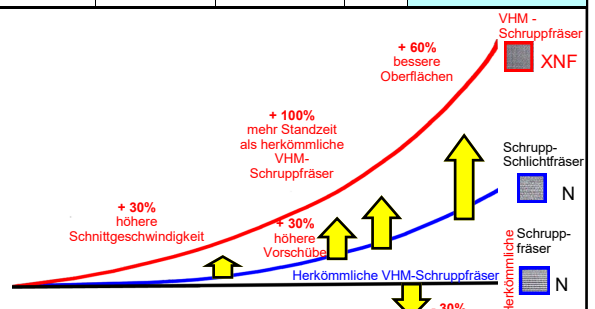 VHM -
Schruppfräser
XNF
+ 60%
bessere
Oberflächen
+ 100%
mehr Standzeit
als herkömmliche
VHM-
Schruppfräser
Schrupp-
Schlichtfräser
N
+ 30%
höhere
Schnittgeschwindigkeit
+ 30%
höhere
Vorschübe
Herkömmliche VHM-Schruppfräser
Herkömmliche
Schrupp-
fräser
N
- 30%